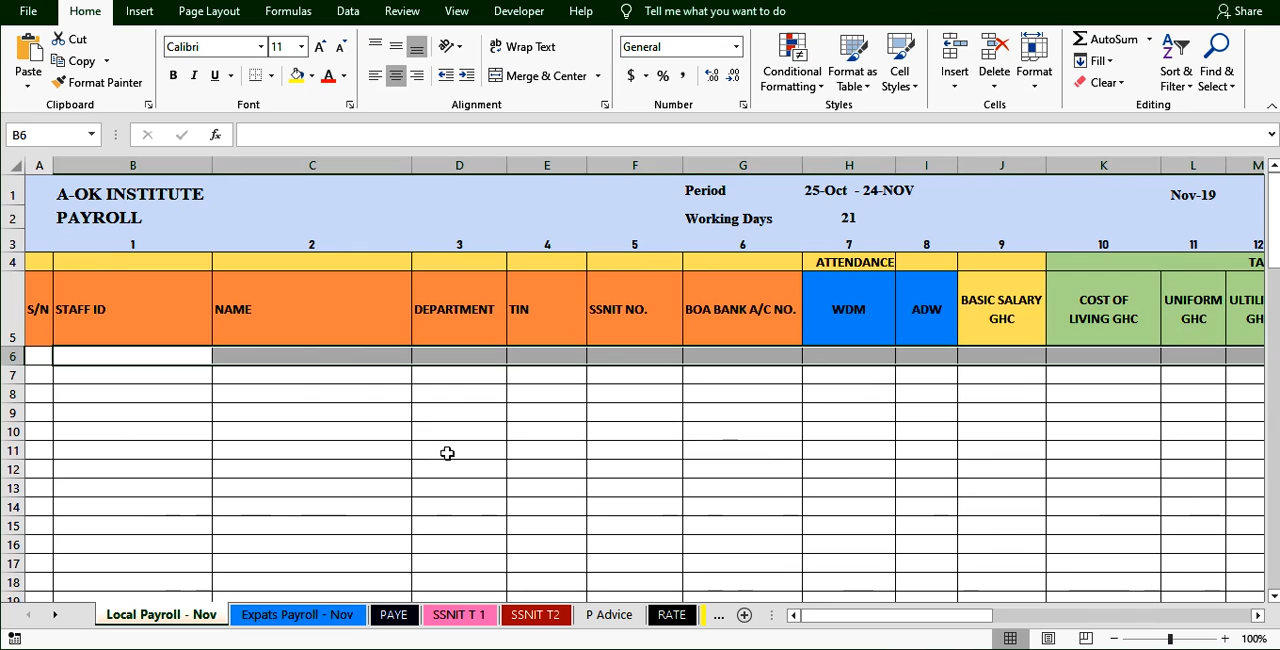 File Home Insert Page Layout Formulas Data Review View Developer Help Tell me what you want to do Share
Paste
Cut
Copy
Format Painter
Clipboard
Calibri 11 A A
B I U A
Font
Wrap Text
Merge & Center
Alignment
General
$ % ,
Number
Conditional Formatting
Format as Table
Cell Styles
Styles
Insert
Delete
Format
Cells
AutoSum
Fill
Clear
Sort & Filter
Find & Select
Editing
B6 fx
A B C D E F G H I J K L M
1 A-OK INSTITUTE Period 25-Oct - 24-NOV Nov-19
2 PAYROLL Working Days 21
3 1 2 3 4 5 6 7 8 9 10 11 12
4 ATTENDANCE TA
5 S/N STAFF ID NAME DEPARTMENT TIN SSNIT NO. BOA BANK A/C NO. WDM ADW BASIC SALARY GHC COST OF LIVING GHC UNIFORM GHC ULTILI GH
6
7
8
9
10
11
12
13
14
15
16
17
18
19
Local Payroll - Nov Expats Payroll - Nov PAYE SSNIT T 1 SSNIT T2 P Advice RATE ...
100%